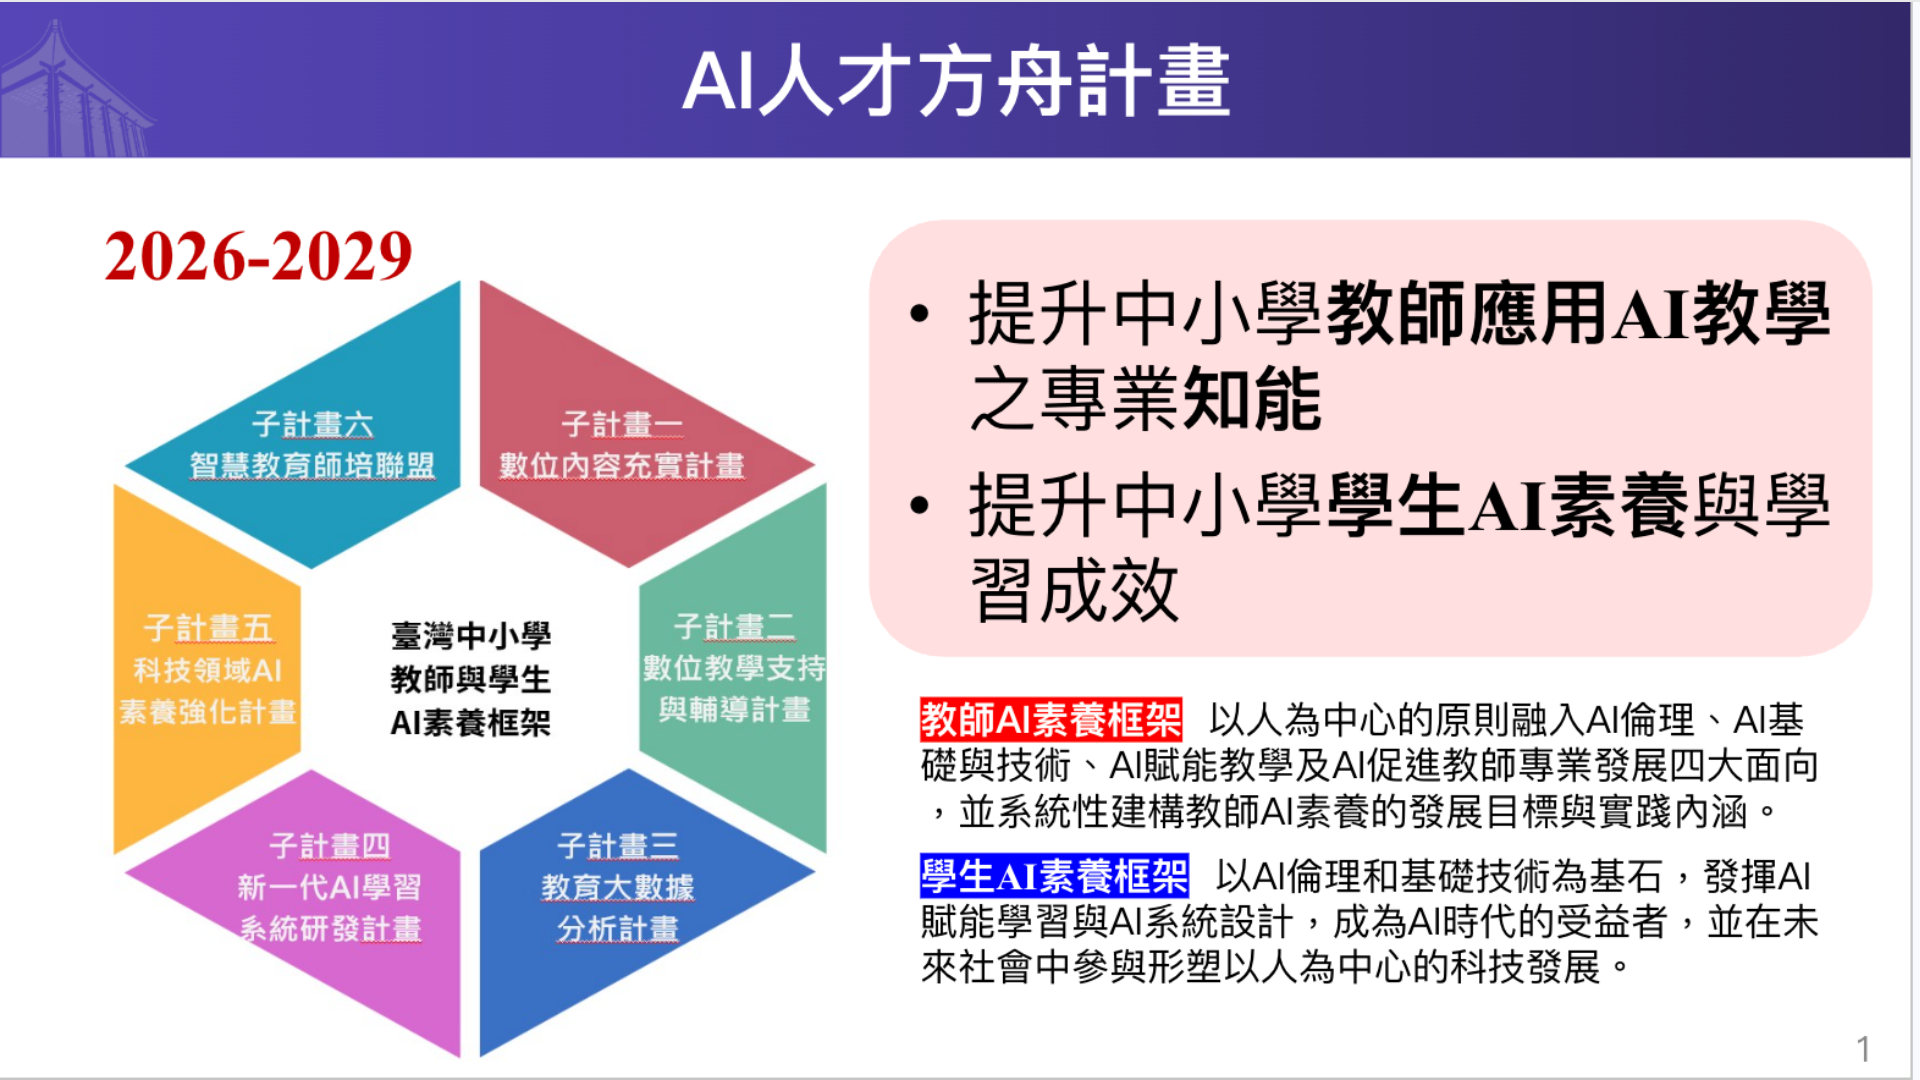 AI人才方舟計畫
2026-2029
子計畫六
智慧教育師培聯盟
子計畫一
數位內容充實計畫
子計畫五
科技領域AI
素養強化計畫
臺灣中小學
教師與學生
AI素養框架
子計畫二
數位教學支持
與輔導計畫
子計畫四
新一代AI學習
系統研發計畫
子計畫三
教育大數據
分析計畫
• 提升中小學教師應用AI教學
之專業知能
• 提升中小學學生AI素養與學
習成效
教師AI素養框架 以人為中心的原則融入AI倫理、AI基
礎與技術、AI賦能教學及AI促進教師專業發展四大面向
，並系統性建構教師AI素養的發展目標與實踐內涵。
學生AI素養框架 以AI倫理和基礎技術為基石，發揮AI
賦能學習與AI系統設計，成為AI時代的受益者，並在未
來社會中參與形塑以人為中心的科技發展。
1